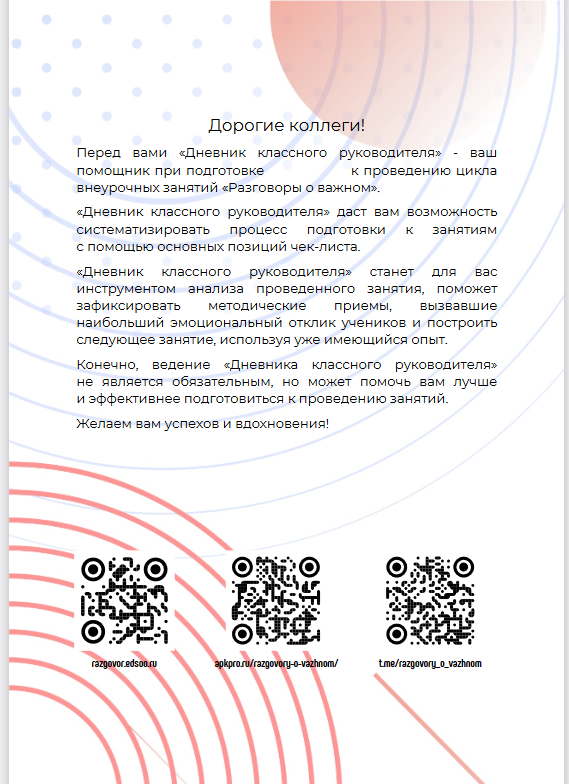 Дорогие коллеги!
Перед вами «Дневник классного руководителя» - ваш
помощник при подготовке к проведению цикла
внеурочных занятий «Разговоры о важном».
«Дневник классного руководителя» даст вам возможность
систематизировать процесс подготовки к занятиям
с помощью основных позиций чек-листа.
«Дневник классного руководителя» станет для вас
инструментом анализа проведенного занятия, поможет
зафиксировать методические приемы, вызвавшие
наибольший эмоциональный отклик учеников и построить
следующее занятие, используя уже имеющийся опыт.
Конечно, ведение «Дневника классного руководителя»
не является обязательным, но может помочь вам лучше
и эффективнее подготовиться к проведению занятий.
Желаем вам успехов и вдохновения!
razgovor.edsoo.ru apkpro.ru/razgovory-o-vazhnom/ t.me/razgovory_o_vazhnom